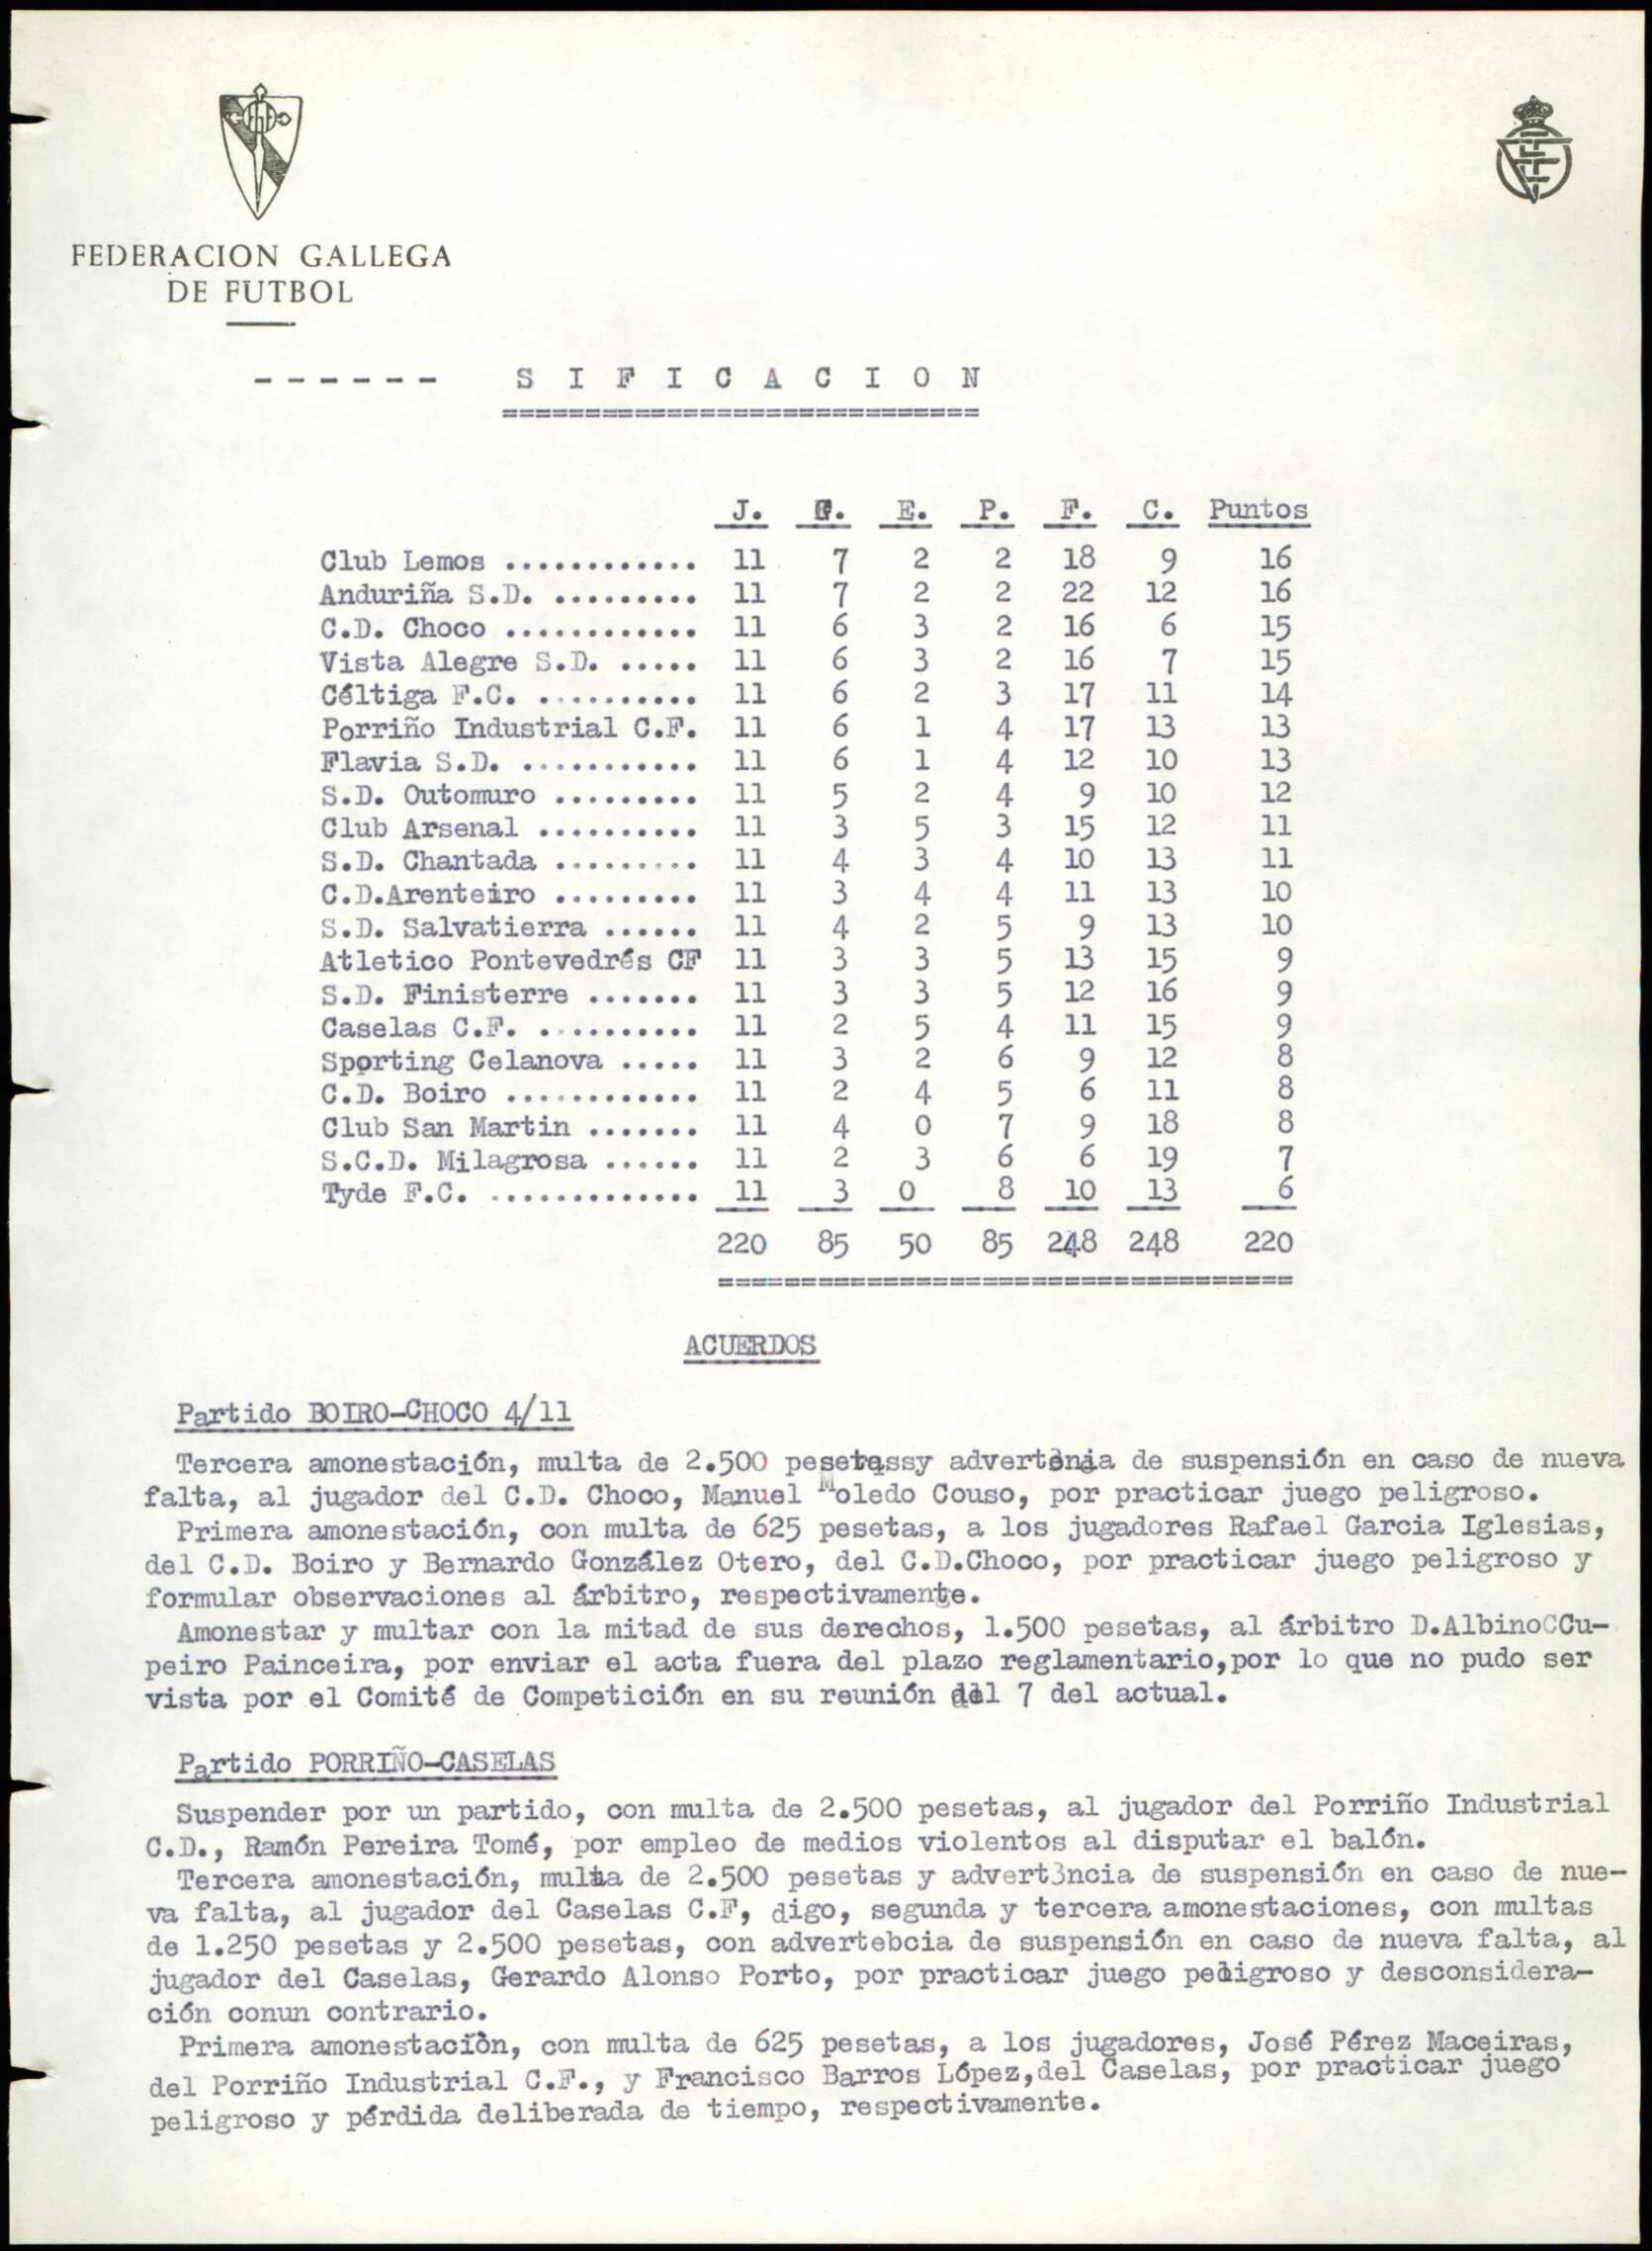 FEDERACION GALLEGA
DE FUTBOL
- - - - - -     S I F I C A C I O N
=============================
J. G. E. P. F. C. Puntos
Club Lemos ............ 11 7 2 2 18 9 16
Anduriña S.D. ......... 11 7 2 2 22 12 16
C.D. Choco ............ 11 6 3 2 16 6 15
Vista Alegre S.D. ..... 11 6 3 2 16 7 15
Céltiga F.C. .......... 11 6 2 3 17 11 14
Porriño Industrial C.F. 11 6 1 4 17 13 13
Flavia S.D. ........... 11 6 1 4 12 10 13
S.D. Outomuro ......... 11 5 2 4 9 10 12
Club Arsenal .......... 11 3 5 3 15 12 11
S.D. Chantada ......... 11 4 3 4 10 13 11
C.D.Arenteiro ......... 11 3 4 4 11 13 10
S.D. Salvatierra ...... 11 4 2 5 9 13 10
Atletico Pontevedrés CF 11 3 3 5 13 15 9
S.D. Finisterre ....... 11 3 3 5 12 16 9
Caselas C.F. .......... 11 2 5 4 11 15 9
Sporting Celanova ..... 11 3 2 6 9 12 8
C.D. Boiro ............ 11 2 4 5 6 11 8
Club San Martin ....... 11 4 0 7 9 18 8
S.C.D. Milagrosa ...... 11 2 3 6 6 19 7
Tyde F.C. ............. 11 3 0 8 10 13 6
220 85 50 85 248 248 220
===================================
ACUERDOS
Partido BOIRO-CHOCO 4/11
Tercera amonestación, multa de 2.500 pesetassy advertencia de suspensión en caso de nueva
falta, al jugador del C.D. Choco, Manuel Moledo Couso, por practicar juego peligroso.
Primera amonestación, con multa de 625 pesetas, a los jugadores Rafael Garcia Iglesias,
del C.D. Boiro y Bernardo González Otero, del C.D.Choco, por practicar juego peligroso y
formular observaciones al árbitro, respectivamente.
Amonestar y multar con la mitad de sus derechos, 1.500 pesetas, al árbitro D.AlbinoCCu-
peiro Painceira, por enviar el acta fuera del plazo reglamentario,por lo que no pudo ser
vista por el Comité de Competición en su reunión del 7 del actual.
Partido PORRIÑO-CASELAS
Suspender por un partido, con multa de 2.500 pesetas, al jugador del Porriño Industrial
C.D., Ramón Pereira Tomé, por empleo de medios violentos al disputar el balón.
Tercera amonestación, multa de 2.500 pesetas y advert3ncia de suspensión en caso de nue-
va falta, al jugador del Caselas C.F, digo, segunda y tercera amonestaciones, con multas
de 1.250 pesetas y 2.500 pesetas, con advertebcia de suspensión en caso de nueva falta, al
jugador del Caselas, Gerardo Alonso Porto, por practicar juego peligroso y desconsidera-
ción conun contrario.
Primera amonestación, con multa de 625 pesetas, a los jugadores, José Pérez Maceiras,
del Porriño Industrial C.F., y Francisco Barros López,del Caselas, por practicar juego
peligroso y pérdida deliberada de tiempo, respectivamente.